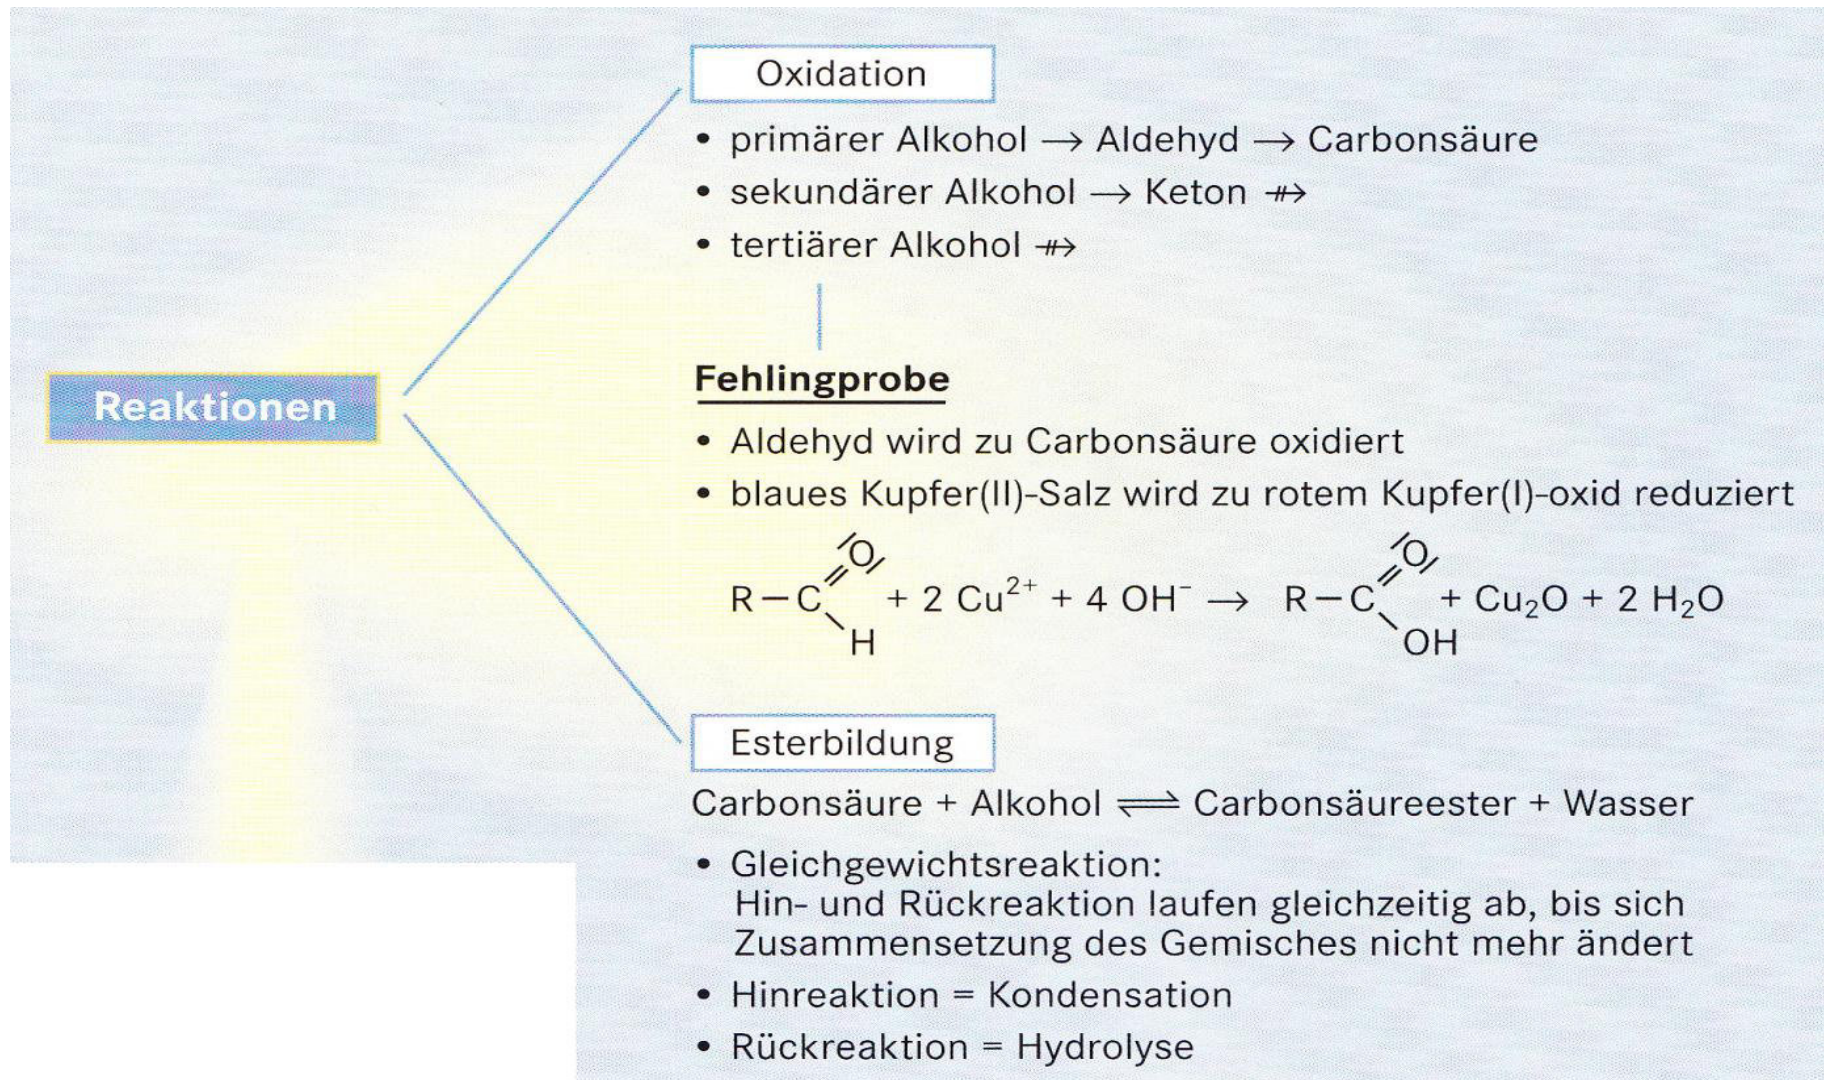 Oxidation
• primärer Alkohol → Aldehyd → Carbonsäure
• sekundärer Alkohol → Keton ⇸
• tertiärer Alkohol ⇸
Reaktionen
Fehlingprobe
• Aldehyd wird zu Carbonsäure oxidiert
• blaues Kupfer(II)-Salz wird zu rotem Kupfer(I)-oxid reduziert
O O
R – C + 2 Cu²⁺ + 4 OH⁻ → R – C + Cu₂O + 2 H₂O
H OH
Esterbildung
Carbonsäure + Alkohol ⇌ Carbonsäureester + Wasser
• Gleichgewichtsreaktion:
Hin- und Rückreaktion laufen gleichzeitig ab, bis sich
Zusammensetzung des Gemisches nicht mehr ändert
• Hinreaktion = Kondensation
• Rückreaktion = Hydrolyse